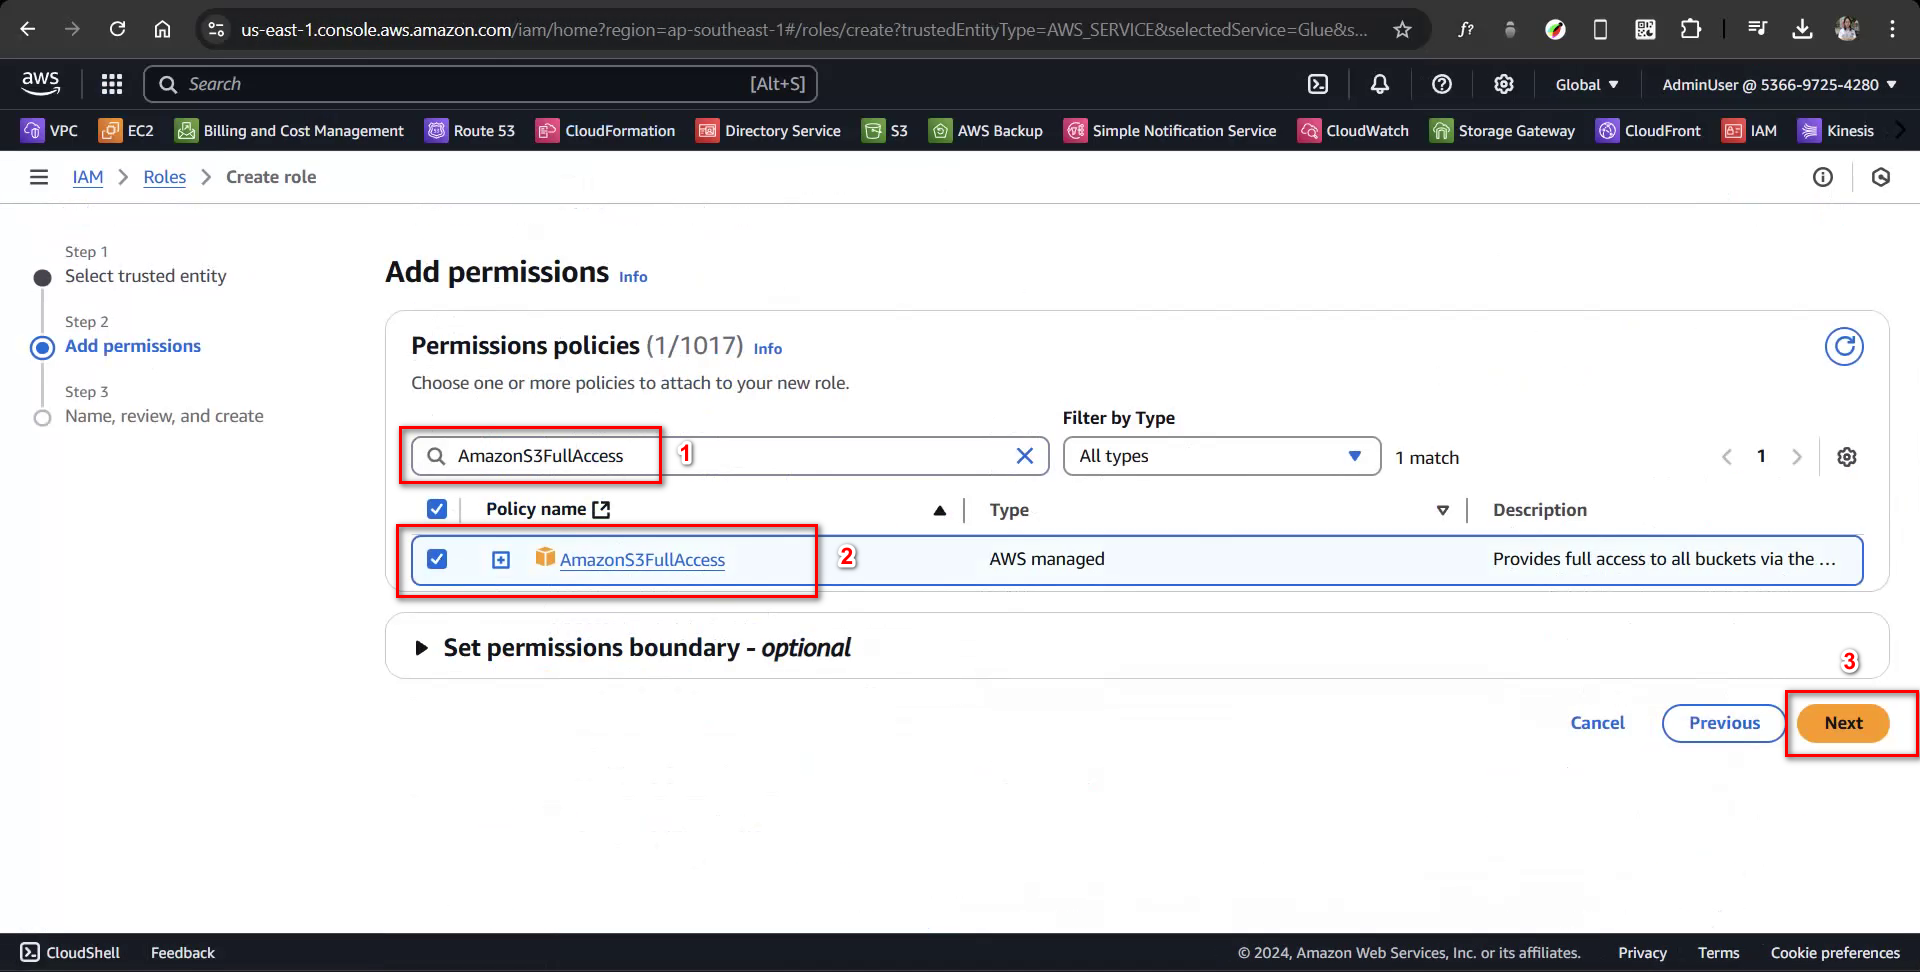 us-east-1.console.aws.amazon.com/iam/home?region=ap-southeast-1#/roles/create?trustedEntityType=AWS_SERVICE&selectedService=Glue&s...
f?
aws
Search [Alt+S]
Global
AdminUser @ 5366-9725-4280
VPC EC2 Billing and Cost Management Route 53 CloudFormation Directory Service S3 AWS Backup Simple Notification Service CloudWatch Storage Gateway CloudFront IAM Kinesis
IAM Roles Create role
Step 1
Select trusted entity
Step 2
Add permissions
Step 3
Name, review, and create
Add permissions Info
Permissions policies (1/1017) Info
Choose one or more policies to attach to your new role.
Filter by Type
AmazonS3FullAccess
1
All types
1 match
1
Policy name Type Description
AmazonS3FullAccess
2
AWS managed
Provides full access to all buckets via the ...
Set permissions boundary - optional
3
Cancel Previous Next
CloudShell Feedback
© 2024, Amazon Web Services, Inc. or its affiliates. Privacy Terms Cookie preferences